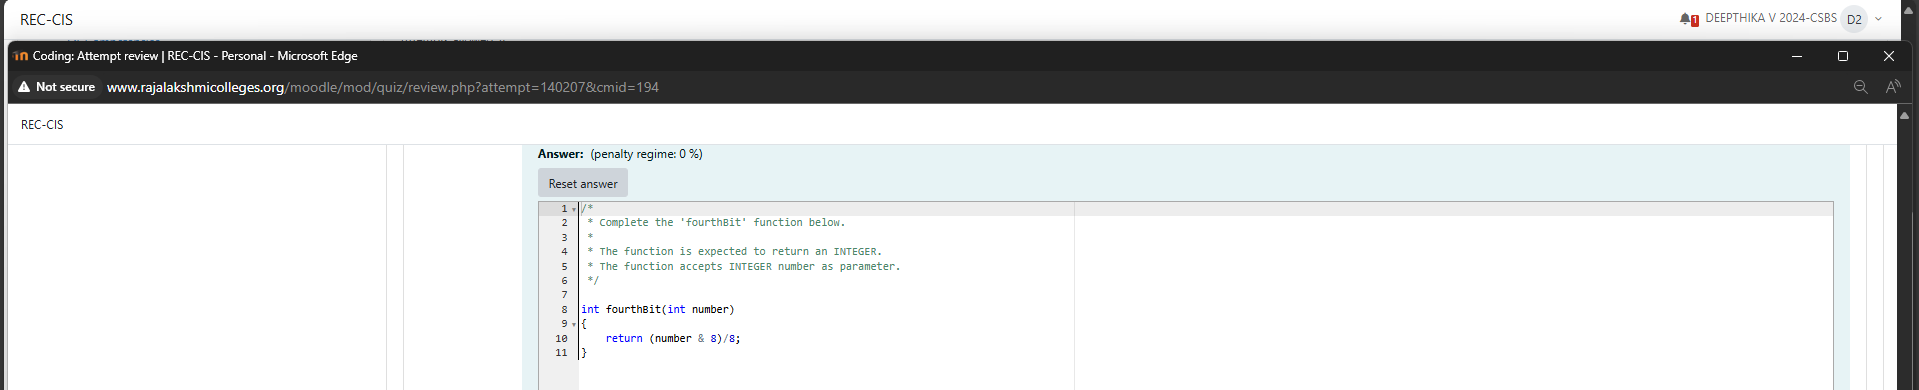 REC-CIS
1
DEEPTHIKA V 2024-CSBS
D2
Coding: Attempt review | REC-CIS - Personal - Microsoft Edge
Not secure
www.rajalakshmicolleges.org/moodle/mod/quiz/review.php?attempt=140207&cmid=194
REC-CIS
Answer: (penalty regime: 0 %)
Reset answer
1 /*
2 * Complete the 'fourthBit' function below.
3 *
4 * The function is expected to return an INTEGER.
5 * The function accepts INTEGER number as parameter.
6 */
7
8 int fourthBit(int number)
9 {
10 return (number & 8)/8;
11 }